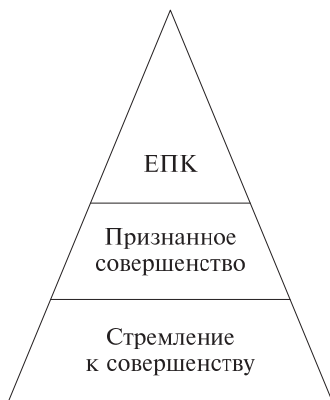 ЕПК
Признанное
совершенство
Стремление
к совершенству